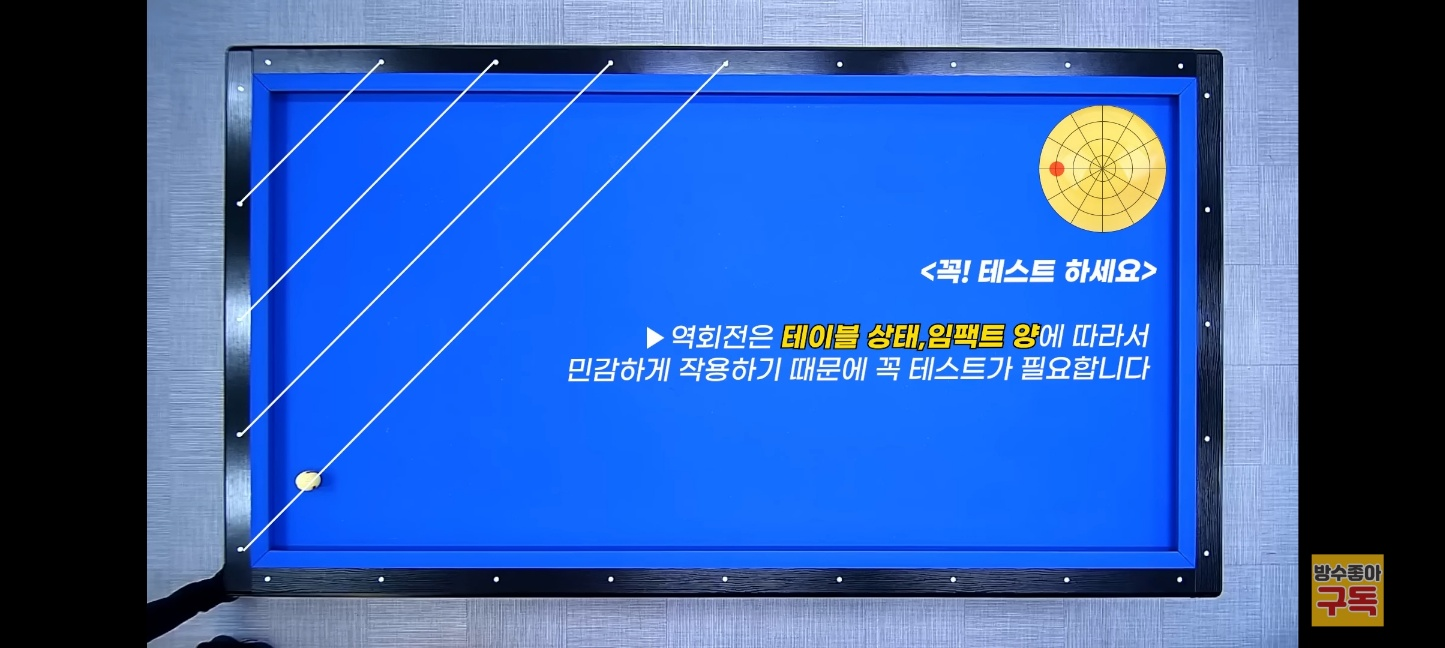 <꼭! 테스트 하세요>
▶역회전은 테이블 상태,임팩트 양에 따라서
민감하게 작용하기 때문에 꼭 테스트가 필요합니다
방수좋아
구독